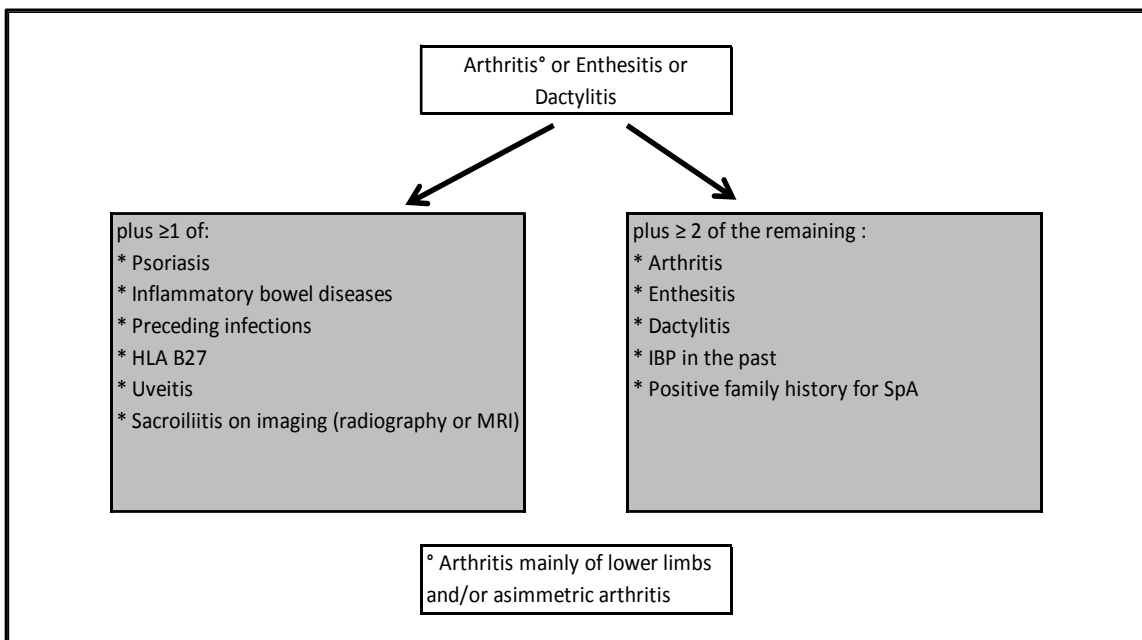 Arthritis° or Enthesitis or
Dactylitis
plus ≥1 of:
* Psoriasis
* Inflammatory bowel diseases
* Preceding infections
* HLA B27
* Uveitis
* Sacroiliitis on imaging (radiography or MRI)
plus ≥ 2 of the remaining :
* Arthritis
* Enthesitis
* Dactylitis
* IBP in the past
* Positive family history for SpA
° Arthritis mainly of lower limbs
and/or asimmetric arthritis